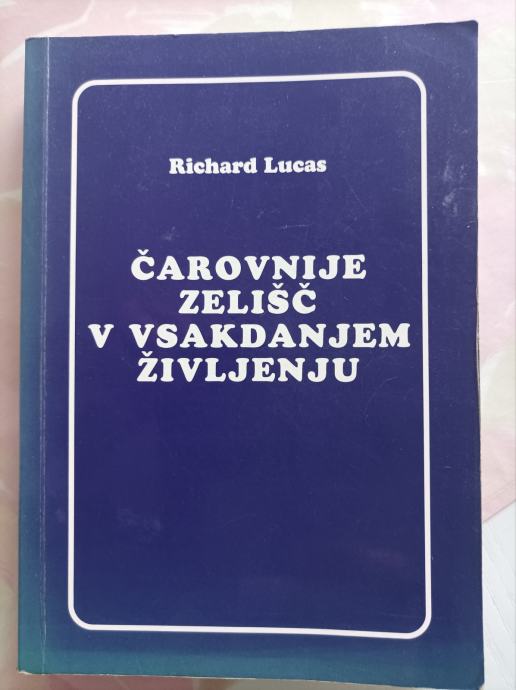 Richard Lucas
ČAROVNIJE
ZELIŠČ
V VSAKDANJEM
ŽIVLJENJU